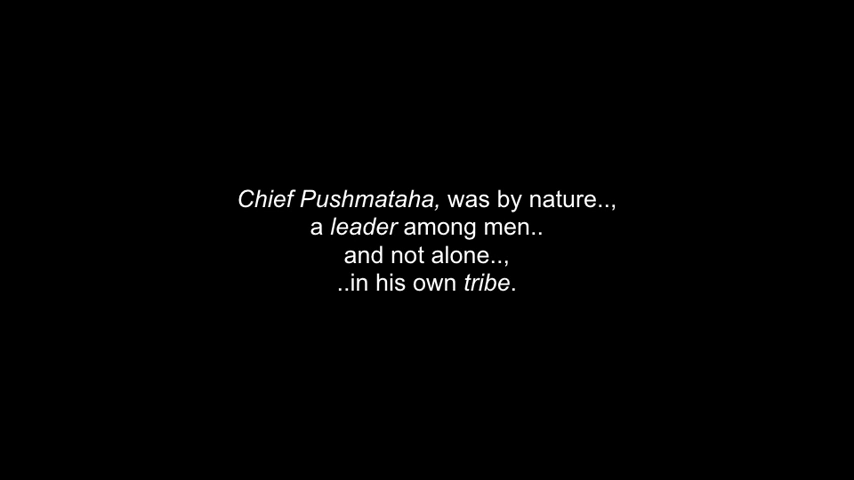 Chief Pushmataha, was by nature..,
a leader among men..
and not alone..,
..in his own tribe.